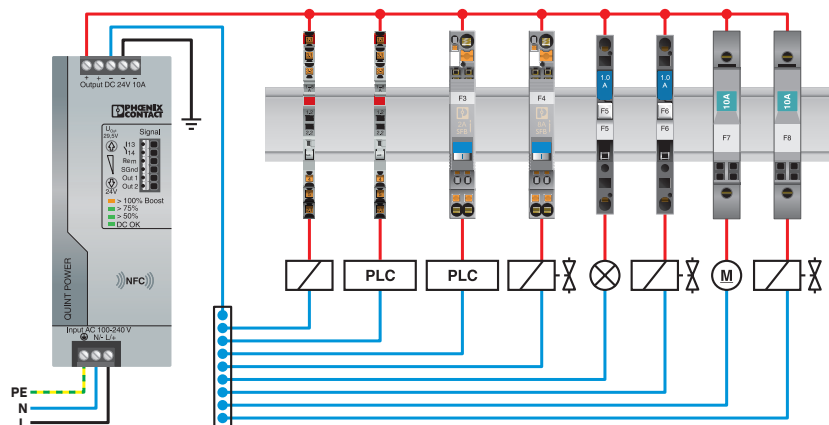 + + − − −
Output DC 24V 10A
PHŒNIX
CONTACT
UOut
29,5V
Signal
13
14
Rem
SGnd
Out 1
Out 2
24V
> 100% Boost
> 75%
> 50%
DC OK
NFC
QUINT POWER
Input AC 100-240 V
N/- L/+
PE
N
L
F3
F4
1.0
A
F5
F5
1.0
A
F6
F6
10A
F7
10A
F8
PLC
PLC
M